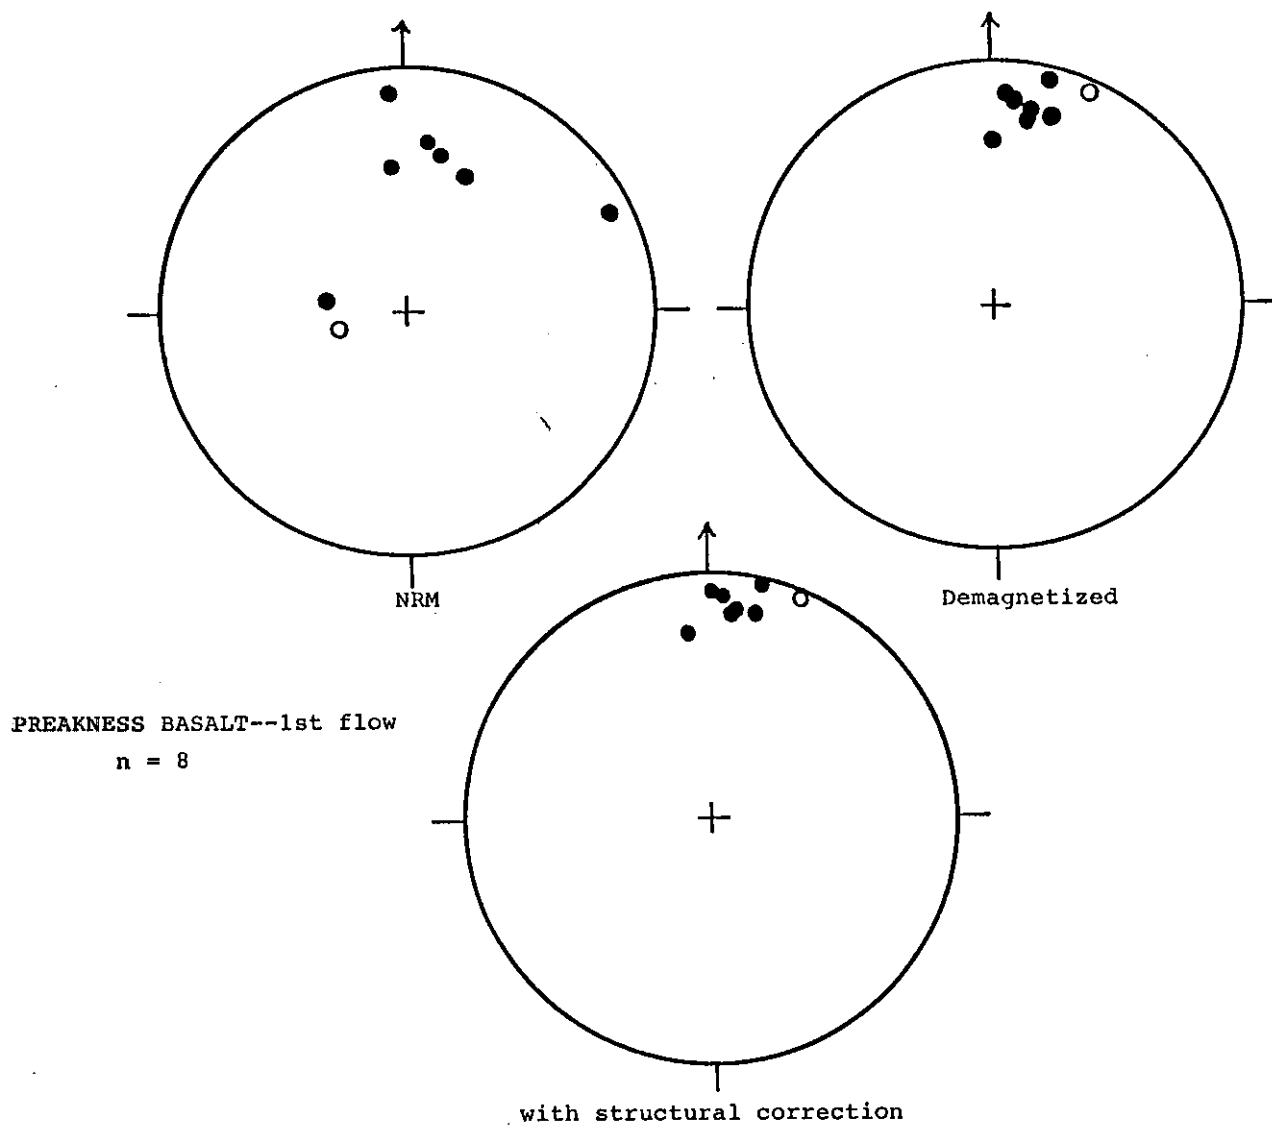 NRM
Demagnetized
PREAKNESS BASALT--1st flow
n = 8
with structural correction